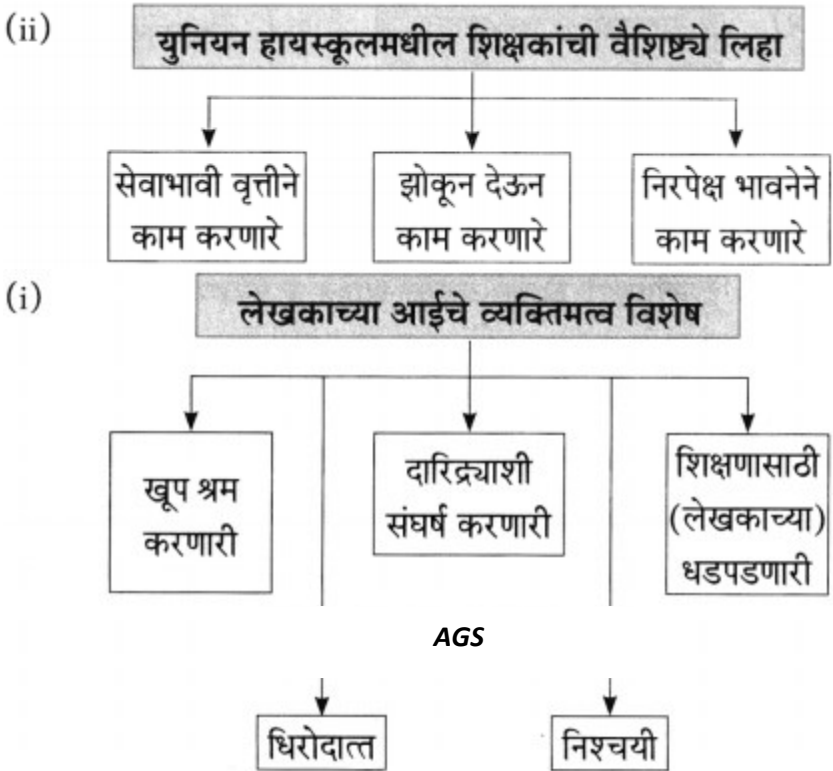 (ii)
युनियन हायस्कूलमधील शिक्षकांची वैशिष्ट्ये लिहा
सेवाभावी वृत्तीने
काम करणारे
झोकून देऊन
काम करणारे
निरपेक्ष भावनेने
काम करणारे
(i)
लेखकाच्या आईचे व्यक्तिमत्व विशेष
खूप श्रम
करणारी
दारिद्र्याशी
संघर्ष करणारी
शिक्षणासाठी
(लेखकाच्या)
धडपडणारी
AGS
धिरोदात्त
निश्चयी